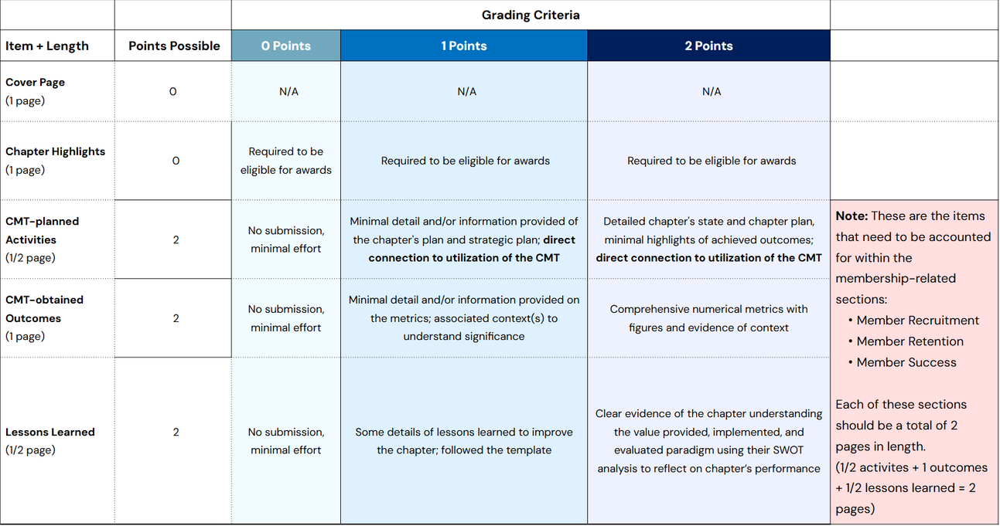 Grading Criteria
Item + Length
Points Possible
0 Points
1 Points
2 Points
Cover Page
(1 page)
0
N/A
N/A
N/A
Chapter Highlights
(1 page)
0
Required to be
eligible for awards
Required to be eligible for awards
Required to be eligible for awards
CMT-planned
Activities
(1/2 page)
2
No submission,
minimal effort
Minimal detail and/or information provided of
the chapter's plan and strategic plan; direct
connection to utilization of the CMT
Detailed chapter's state and chapter plan,
minimal highlights of achieved outcomes;
direct connection to utilization of the CMT
CMT-obtained
Outcomes
(1 page)
2
No submission,
minimal effort
Minimal detail and/or information provided on
the metrics; associated context(s) to
understand significance
Comprehensive numerical metrics with
figures and evidence of context
Lessons Learned
(1/2 page)
2
No submission,
minimal effort
Some details of lessons learned to improve
the chapter; followed the template
Clear evidence of the chapter understanding
the value provided, implemented, and
evaluated paradigm using their SWOT
analysis to reflect on chapter's performance
Note: These are the items
that need to be accounted
for within the
membership-related
sections:
• Member Recruitment
• Member Retention
• Member Success
Each of these sections
should be a total of 2
pages in length.
(1/2 activites + 1 outcomes
+ 1/2 lessons learned = 2
pages)